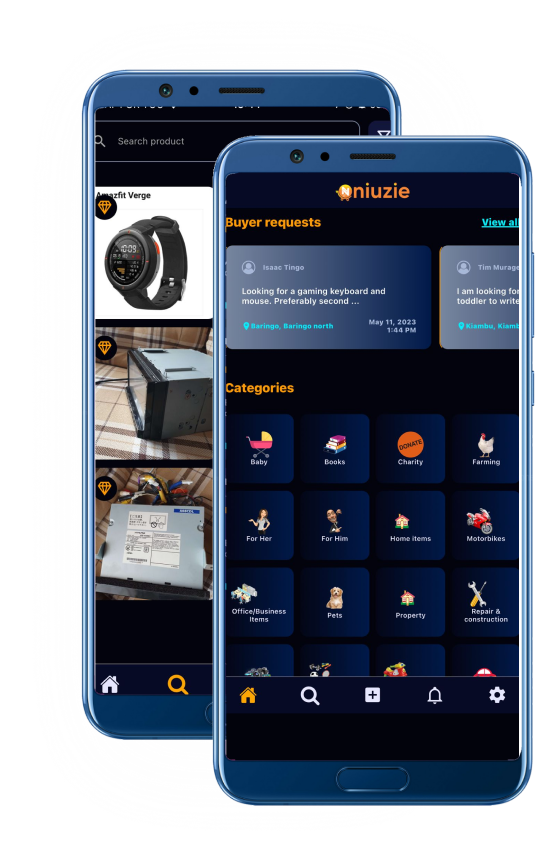 Search product
Amazfit Verge
niuzie
Buyer requests
View all
Isaac Tingo
Looking for a gaming keyboard and
mouse. Preferably second ...
Baringo, Baringo north
May 11, 2023
1:44 PM
Tim Murage
I am looking for
toddler to write
Kiambu, Kiamb
Categories
Baby
Books
DONATE
Charity
Farming
For Her
For Him
Home items
Motorbikes
Office/Business
Items
Pets
Property
Repair &
construction